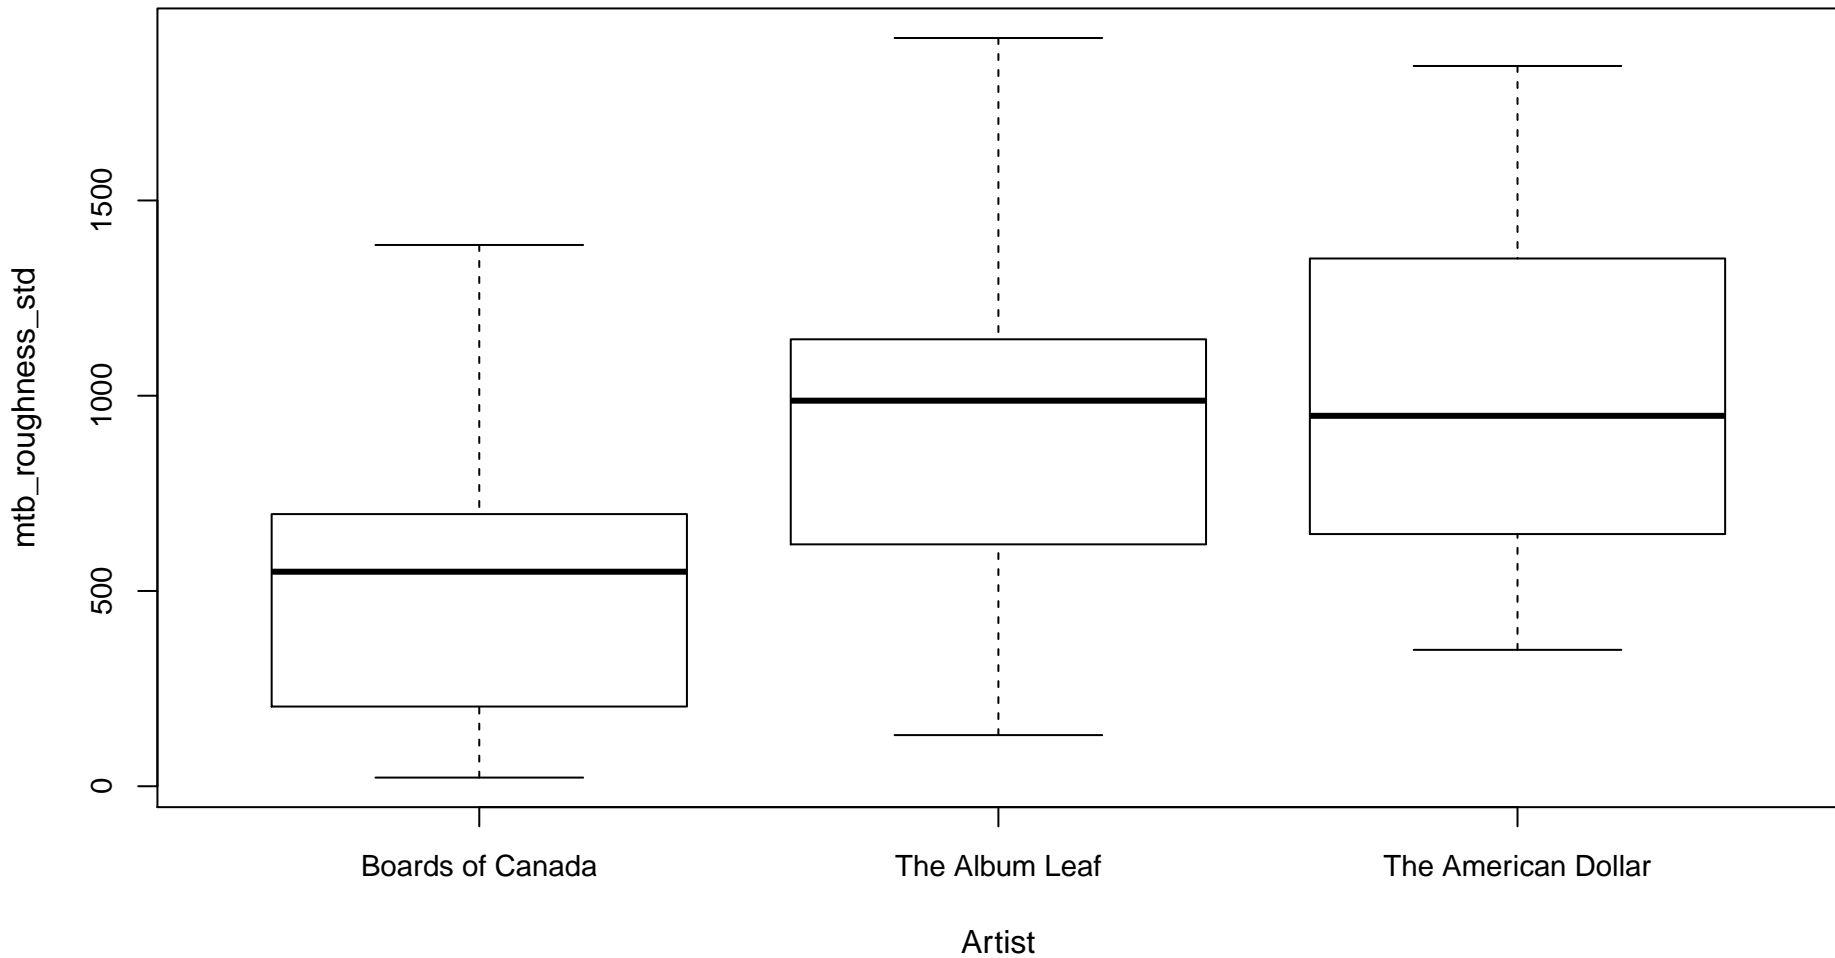 mtb_roughness_std
1500
1000
500
0
Boards of Canada
The Album Leaf
The American Dollar
Artist